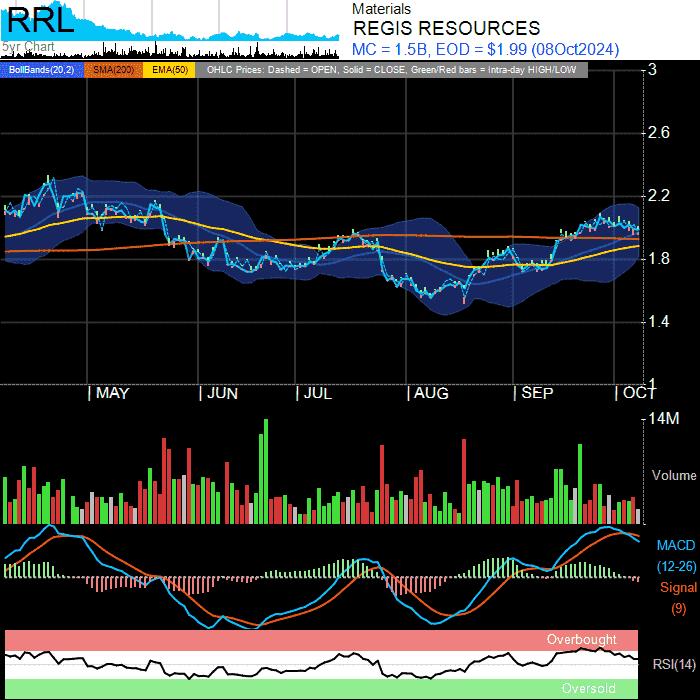 RRL
5yr Chart
Materials
REGIS RESOURCES
MC = 1.5B, EOD = $1.99 (08Oct2024)
BollBands(20,2) SMA(200) EMA(50) OHLC Prices: Dashed = OPEN, Solid = CLOSE, Green/Red bars = Intra-day HIGH/LOW
3
2.6
2.2
1.8
1.4
1
| MAY | JUN | JUL | AUG | SEP | OCT
14M
Volume
MACD
(12-26)
Signal
(9)
Overbought
RSI(14)
Oversold